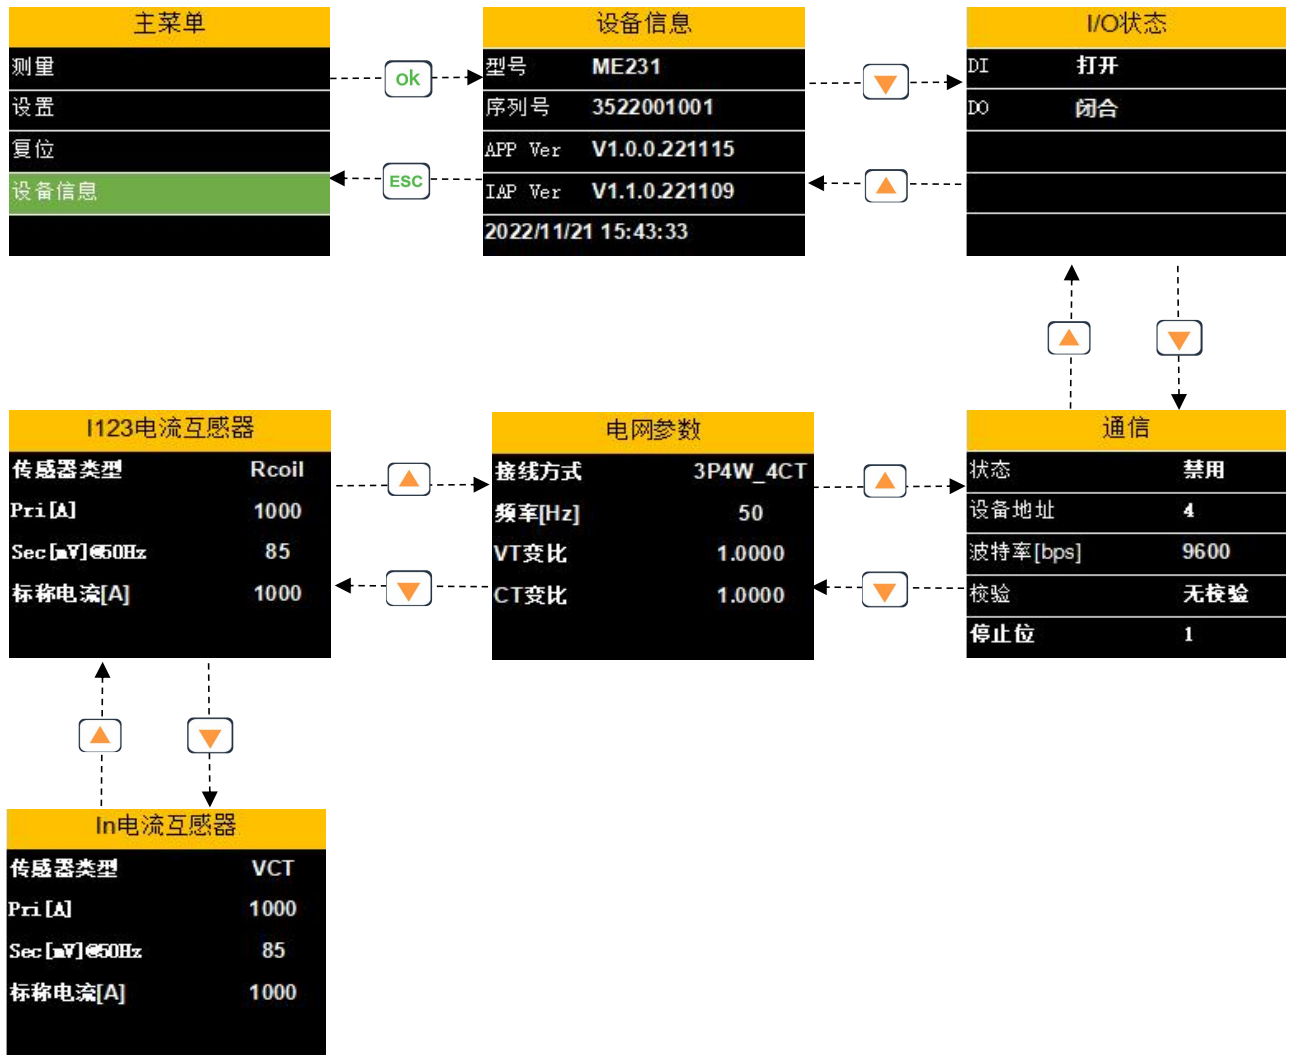 主菜单
测量
设置
复位
设备信息
ok
ESC
设备信息
型号 ME231
序列号 3522001001
APP Ver V1.0.0.221115
IAP Ver V1.1.0.221109
2022/11/21 15:43:33
I/O状态
DI 打开
DO 闭合
I123电流互感器
传感器类型 Rcoil
Pri[A] 1000
Sec[mV]@50Hz 85
标称电流[A] 1000
电网参数
接线方式 3P4W_4CT
频率[Hz] 50
VT变比 1.0000
CT变比 1.0000
通信
状态 禁用
设备地址 4
波特率[bps] 9600
校验 无校验
停止位 1
In电流互感器
传感器类型 VCT
Pri[A] 1000
Sec[mV]@50Hz 85
标称电流[A] 1000